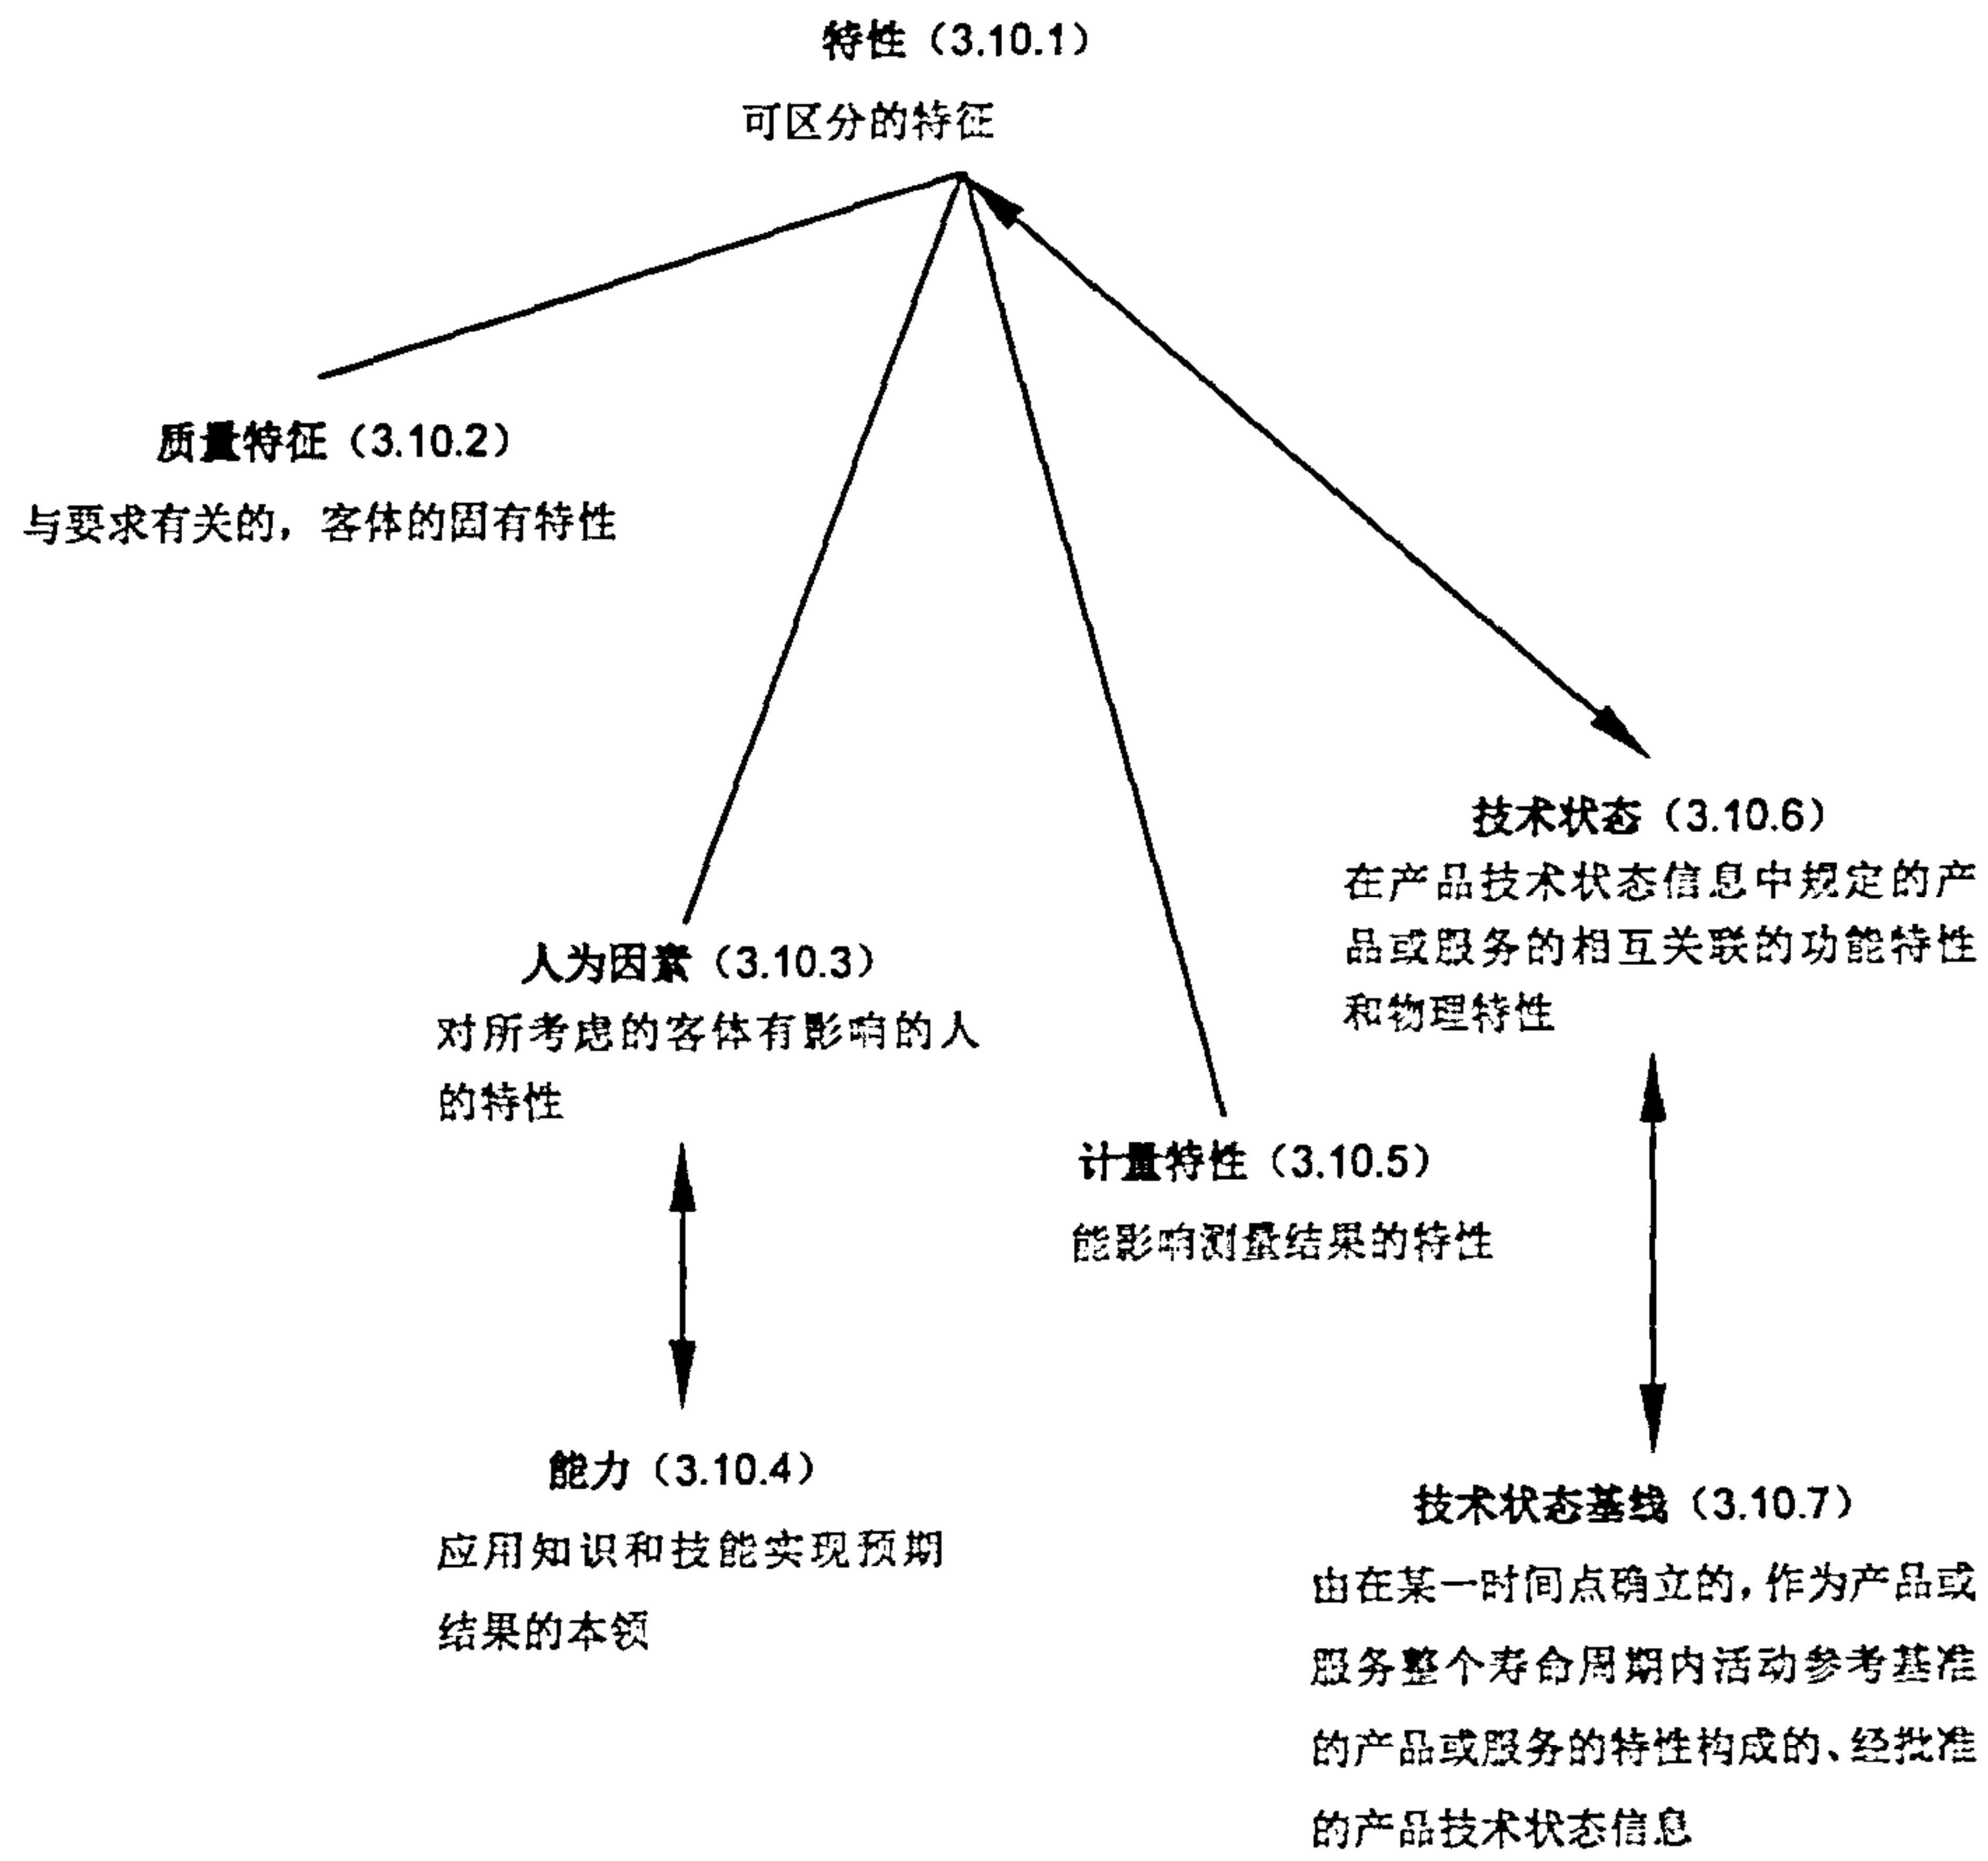 特性（3.10.1）
可区分的特征
质量特征（3.10.2）
与要求有关的，客体的固有特性
人为因素（3.10.3）
对所考虑的客体有影响的人
的特性
能力（3.10.4）
应用知识和技能实现预期
结果的本领
计量特性（3.10.5）
能影响测量结果的特性
技术状态（3.10.6）
在产品技术状态信息中规定的产
品或服务的相互关联的功能特性
和物理特性
技术状态基线（3.10.7）
由在某一时间点确立的，作为产品或
服务整个寿命周期内活动参考基准
的产品或服务的特性构成的、经批准
的产品技术状态信息